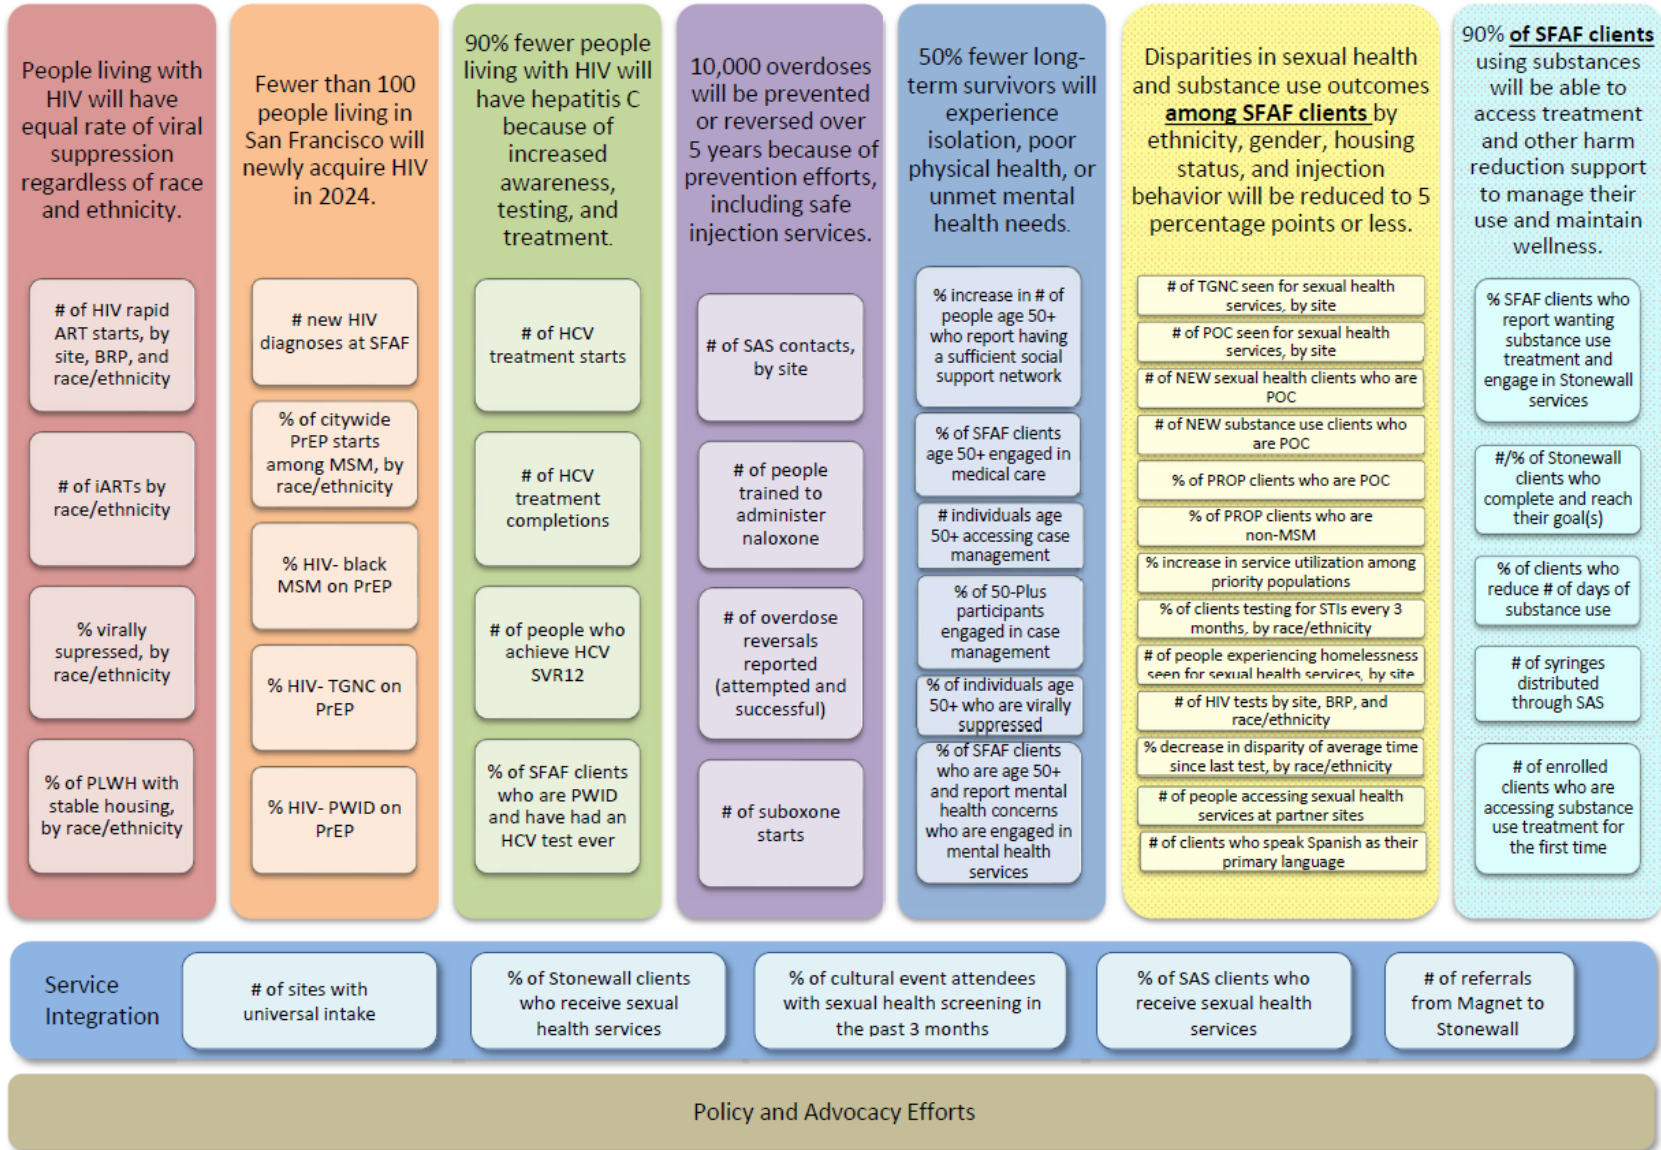 People living with
HIV will have
equal rate of viral
suppression
regardless of race
and ethnicity.
# of HIV rapid
ART starts, by
site, BRP, and
race/ethnicity
# of iARTs by
race/ethnicity
% virally
supressed, by
race/ethnicity
% of PLWH with
stable housing,
by race/ethnicity
Fewer than 100
people living in
San Francisco will
newly acquire HIV
in 2024.
# new HIV
diagnoses at SFAF
% of citywide
PrEP starts
among MSM, by
race/ethnicity
% HIV- black
MSM on PrEP
% HIV- TGNC on
PrEP
% HIV- PWID on
PrEP
90% fewer people
living with HIV will
have hepatitis C
because of
increased
awareness,
testing, and
treatment.
# of HCV
treatment starts
# of HCV
treatment
completions
# of people who
achieve HCV
SVR12
% of SFAF clients
who are PWID
and have had an
HCV test ever
10,000 overdoses
will be prevented
or reversed over
5 years because of
prevention efforts,
including safe
injection services.
# of SAS contacts,
by site
# of people
trained to
administer
naloxone
# of overdose
reversals
reported
(attempted and
successful)
# of suboxone
starts
50% fewer long-
term survivors will
experience
isolation, poor
physical health, or
unmet mental
health needs.
% increase in # of
people age 50+
who report having
a sufficient social
support network
% of SFAF clients
age 50+ engaged in
medical care
# individuals age
50+ accessing case
management
% of 50-Plus
participants
engaged in case
management
% of individuals age
50+ who are virally
suppressed
% of SFAF clients
who are age 50+
and report mental
health concerns
who are engaged in
mental health
services
Disparities in sexual health
and substance use outcomes
among SFAF clients by
ethnicity, gender, housing
status, and injection
behavior will be reduced to 5
percentage points or less.
# of TGNC seen for sexual health
services, by site
# of POC seen for sexual health
services, by site
# of NEW sexual health clients who are
POC
# of NEW substance use clients who
are POC
% of PROP clients who are POC
% of PROP clients who are
non-MSM
% increase in service utilization among
priority populations
% of clients testing for STIs every 3
months, by race/ethnicity
# of people experiencing homelessness
seen for sexual health services, by site
# of HIV tests by site, BRP, and
race/ethnicity
% decrease in disparity of average time
since last test, by race/ethnicity
# of people accessing sexual health
services at partner sites
# of clients who speak Spanish as their
primary language
90% of SFAF clients
using substances
will be able to
access treatment
and other harm
reduction support
to manage their
use and maintain
wellness.
% SFAF clients who
report wanting
substance use
treatment and
engage in Stonewall
services
#/% of Stonewall
clients who
complete and reach
their goal(s)
% of clients who
reduce # of days of
substance use
# of syringes
distributed
through SAS
# of enrolled
clients who are
accessing substance
use treatment for
the first time
Service
Integration
# of sites with
universal intake
% of Stonewall clients
who receive sexual
health services
% of cultural event attendees
with sexual health screening in
the past 3 months
% of SAS clients who
receive sexual health
services
# of referrals
from Magnet to
Stonewall
Policy and Advocacy Efforts